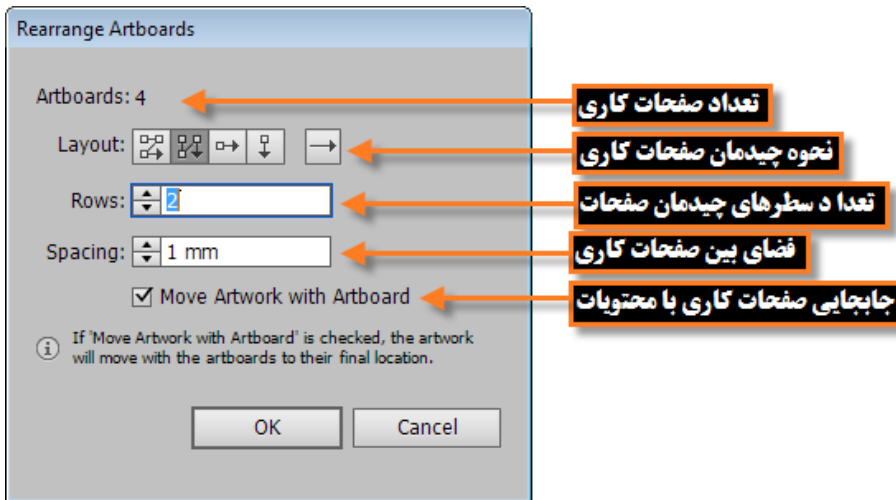 Rearrange Artboards
Artboards: 4
تعداد صفحات کاری
Layout:
نحوه چیدمان صفحات کاری
Rows: 2
تعدا د سطرهای چیدمان صفحات
Spacing: 1 mm
فضای بین صفحات کاری
Move Artwork with Artboard
جابجایی صفحات کاری با محتویات
If "Move Artwork with Artboard" is checked, the artwork
will move with the artboards to their final location.
OK Cancel